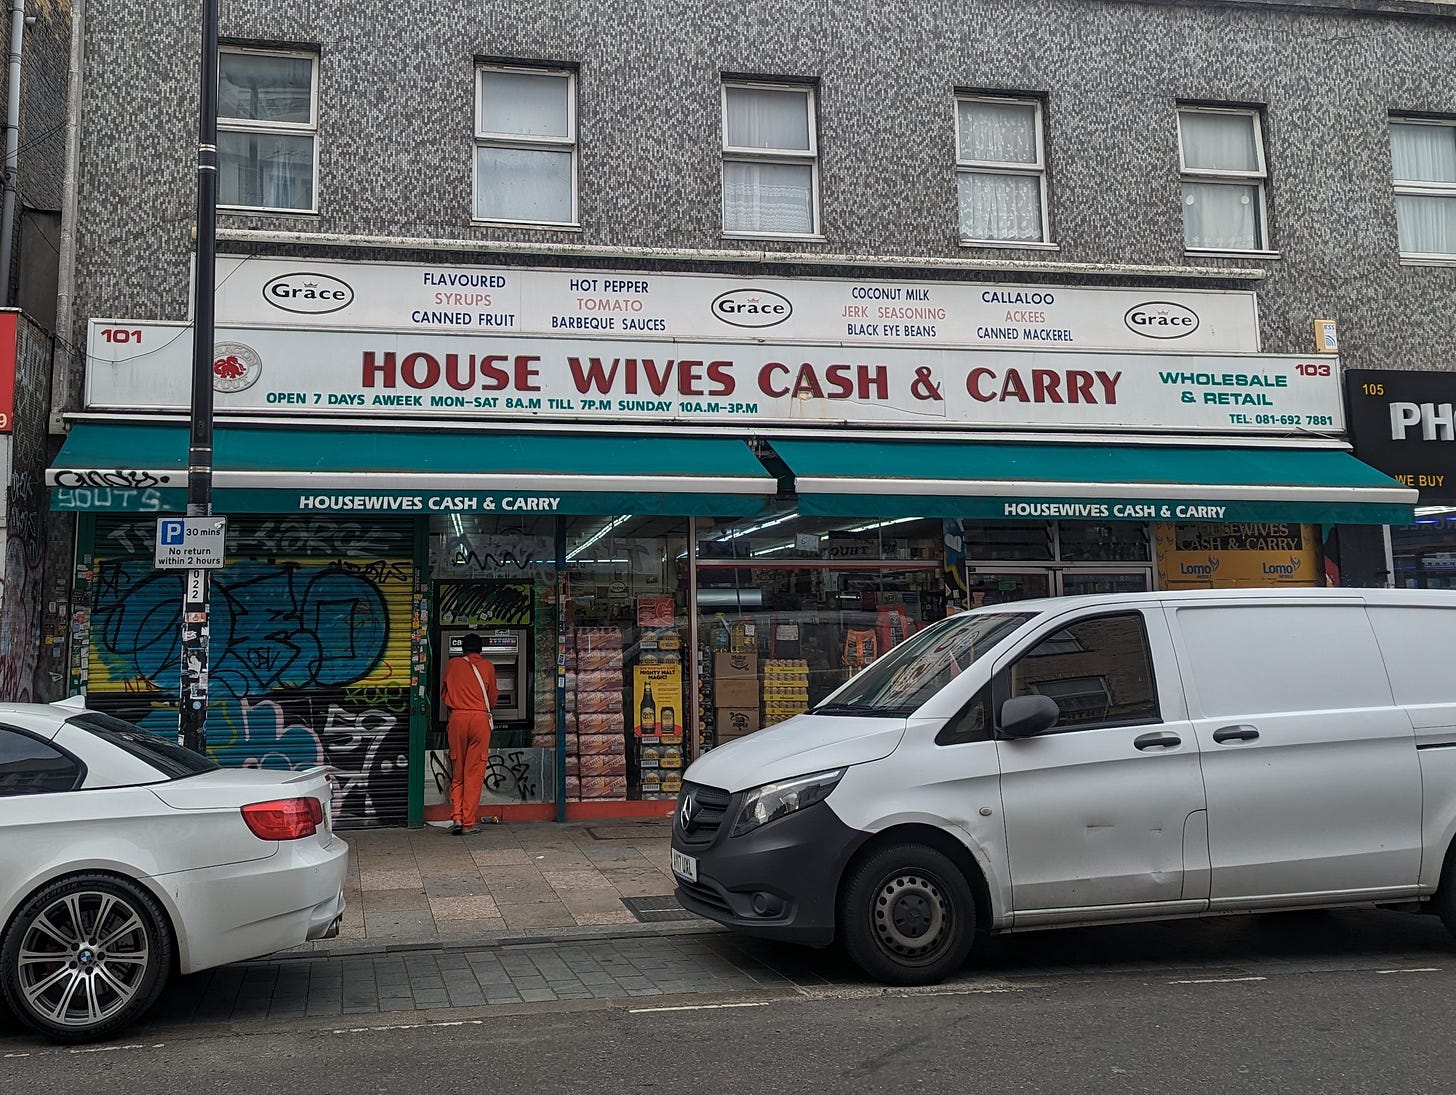 Grace
FLAVOURED
SYRUPS
CANNED FRUIT
HOT PEPPER
TOMATO
BARBEQUE SAUCES
Grace
COCONUT MILK
JERK SEASONING
BLACK EYE BEANS
CALLALOO
ACKEES
CANNED MACKEREL
Grace
101
HOUSE WIVES CASH & CARRY
OPEN 7 DAYS AWEEK MON-SAT 8A.M TILL 7P.M SUNDAY 10A.M-3P.M
WHOLESALE
& RETAIL
103
TEL: 081-692 7881
105
PH
WE BUY
YOUTS
HOUSEWIVES CASH & CARRY
HOUSEWIVES CASH & CARRY
P 30 mins
No return
within 2 hours
022
HOUSEWIVES
CASH & CARRY
Lomo
Lomo
MIGHTY MALT
MAGIC!
59